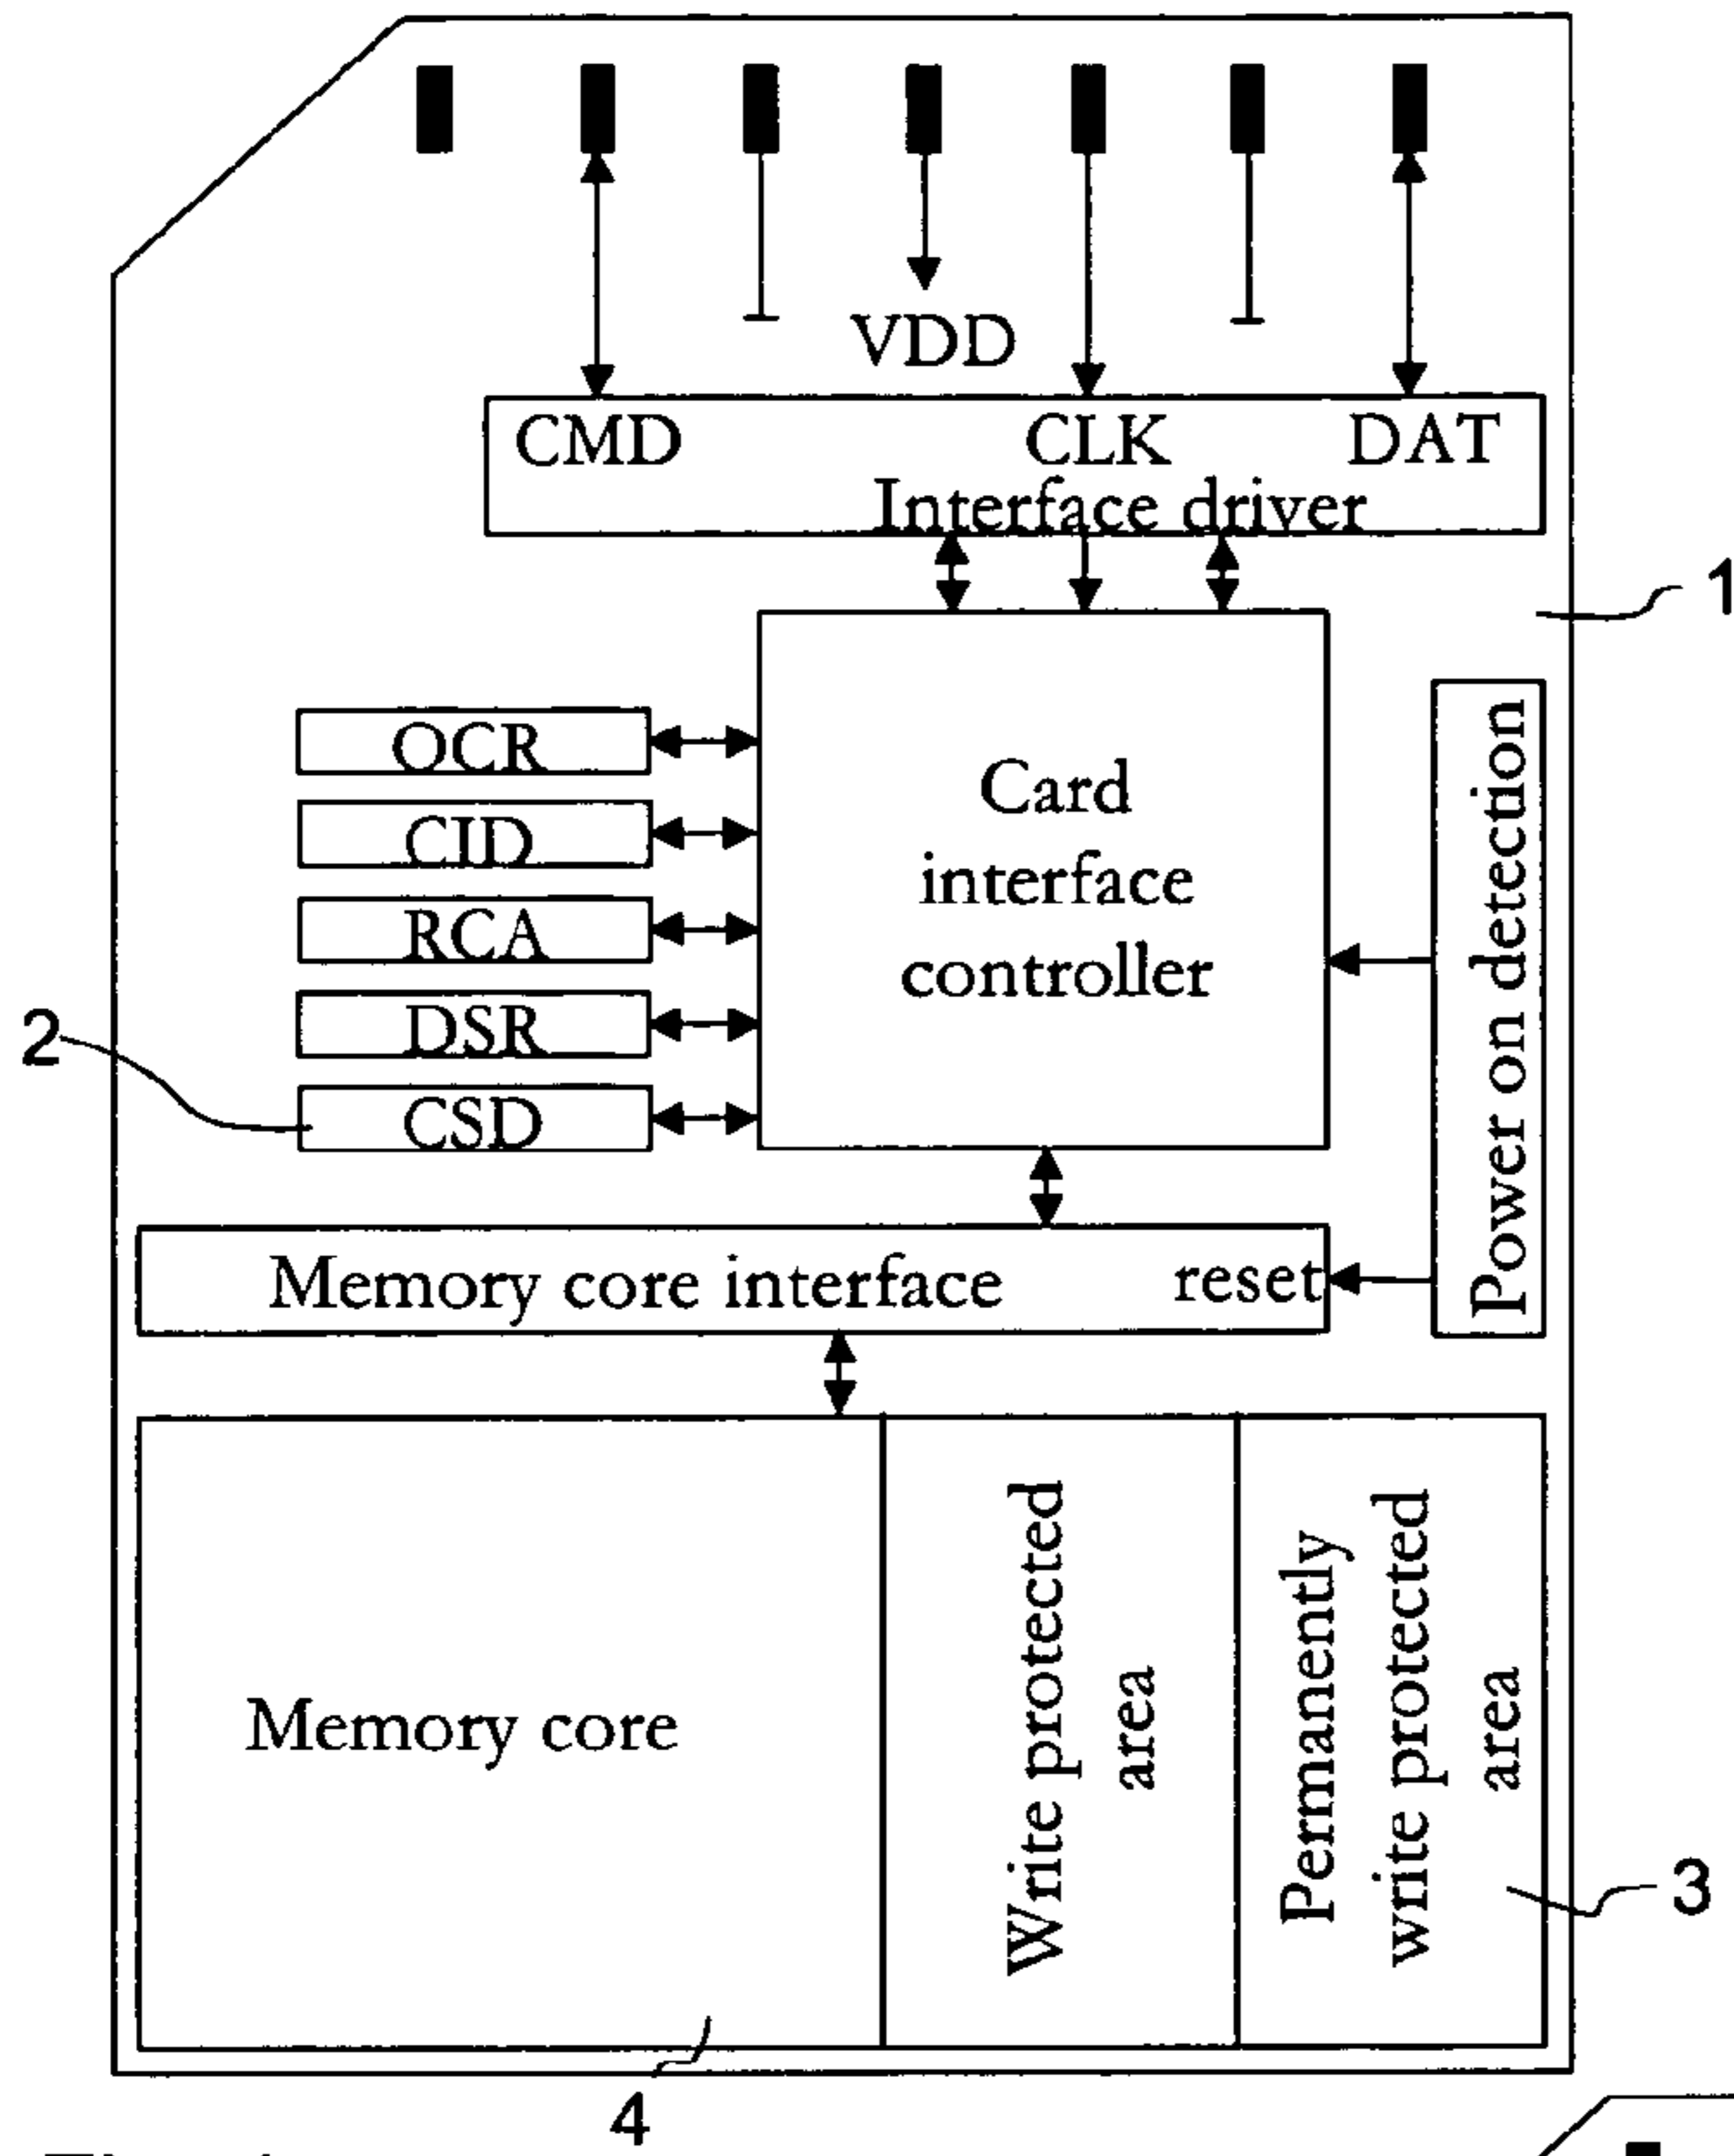 VDD
CMD CLK DAT
Interface driver
1
OCR
CID
RCA
DSR
CSD
2
Card
interface
controller
Power on detection
Memory core interface reset
Memory core
Write protected
area
Permanently
write protected
area
3
4